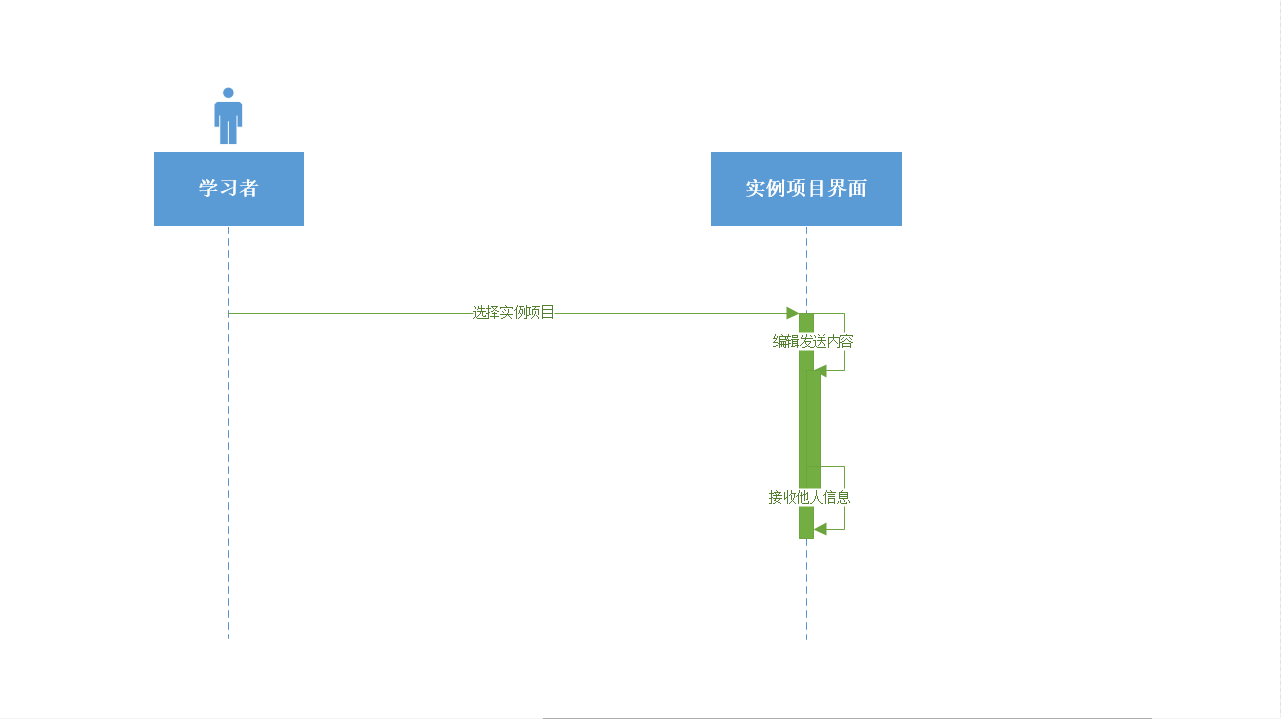 学习者
实例项目界面
选择实例项目
编辑发送内容
接收他人信息